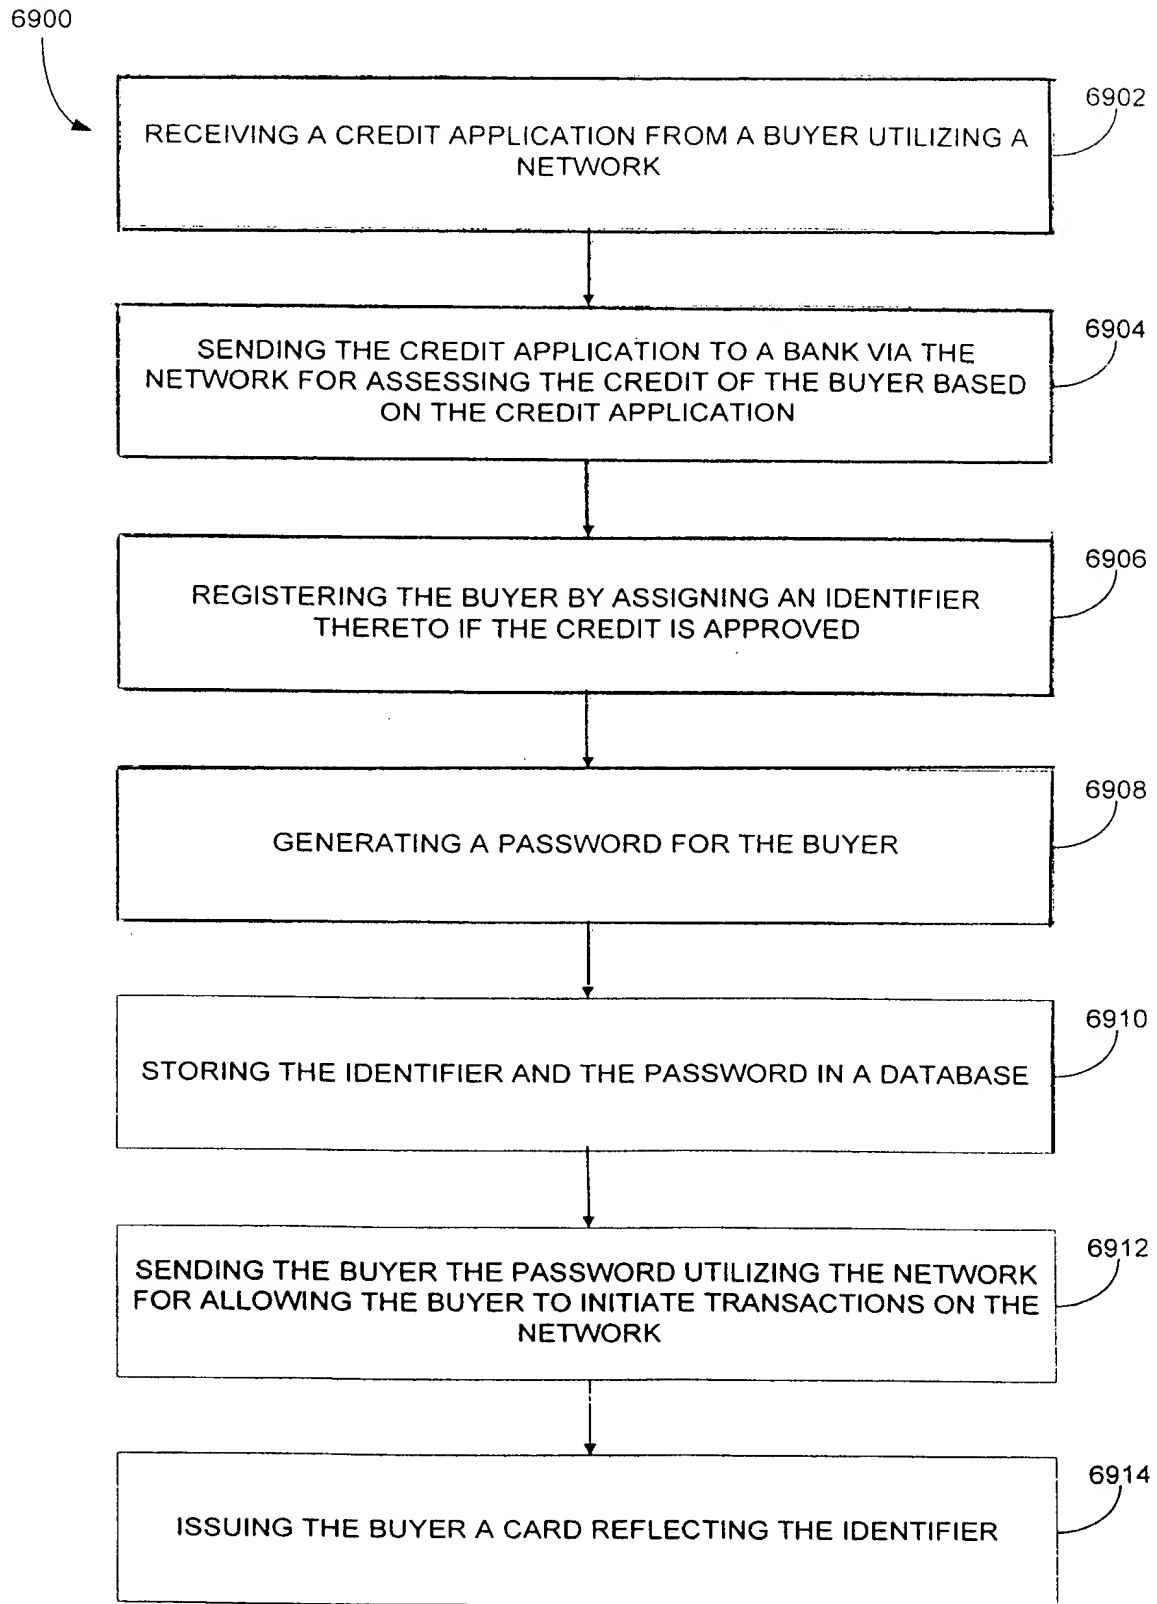 6900
6902
RECEIVING A CREDIT APPLICATION FROM A BUYER UTILIZING A
NETWORK
6904
SENDING THE CREDIT APPLICATION TO A BANK VIA THE
NETWORK FOR ASSESSING THE CREDIT OF THE BUYER BASED
ON THE CREDIT APPLICATION
6906
REGISTERING THE BUYER BY ASSIGNING AN IDENTIFIER
THERETO IF THE CREDIT IS APPROVED
6908
GENERATING A PASSWORD FOR THE BUYER
6910
STORING THE IDENTIFIER AND THE PASSWORD IN A DATABASE
6912
SENDING THE BUYER THE PASSWORD UTILIZING THE NETWORK
FOR ALLOWING THE BUYER TO INITIATE TRANSACTIONS ON THE
NETWORK
6914
ISSUING THE BUYER A CARD REFLECTING THE IDENTIFIER